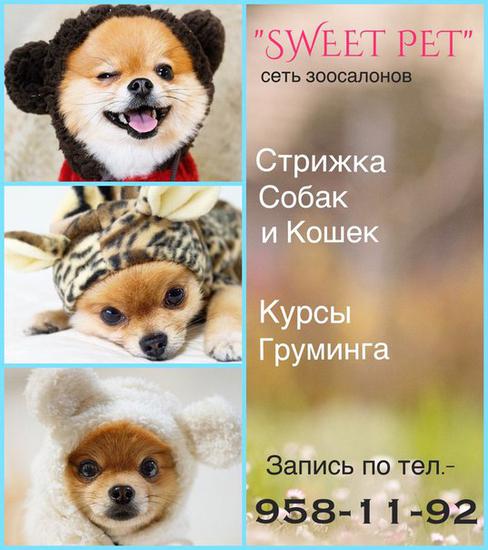 "SWEET PET"
сеть зоосалонов
Стрижка
Собак
и Кошек
Курсы
Груминга
Запись по тел.-
958-11-92